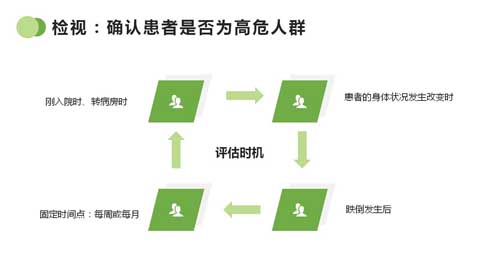 检视：确认患者是否为高危人群
刚入院时、转病房时
患者的身体状况发生改变时
评估时机
固定时间点：每周或每月
跌倒发生后